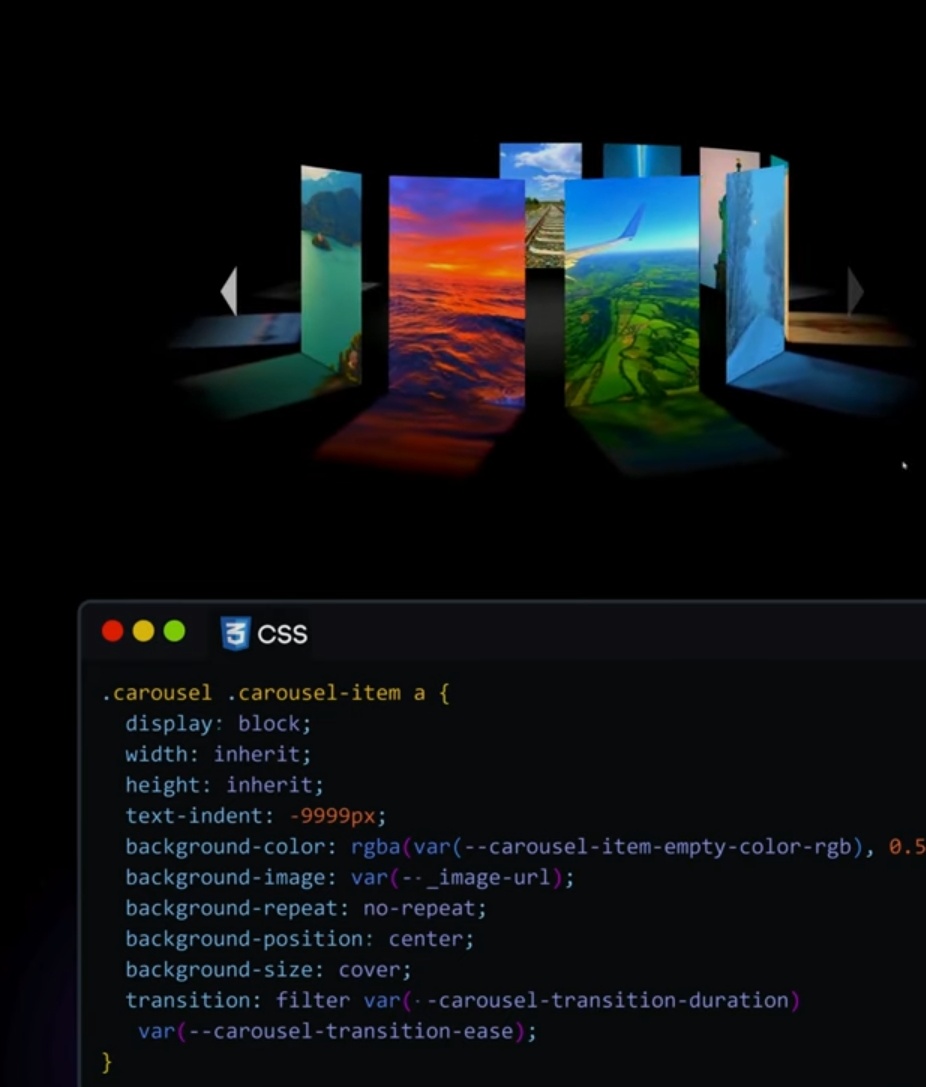 CSS
.carousel .carousel-item a {
display: block;
width: inherit;
height: inherit;
text-indent: -9999px;
background-color: rgba(var(--carousel-item-empty-color-rgb), 0.5
background-image: var(--_image-url);
background-repeat: no-repeat;
background-position: center;
background-size: cover;
transition: filter var(--carousel-transition-duration)
var(--carousel-transition-ease);
}